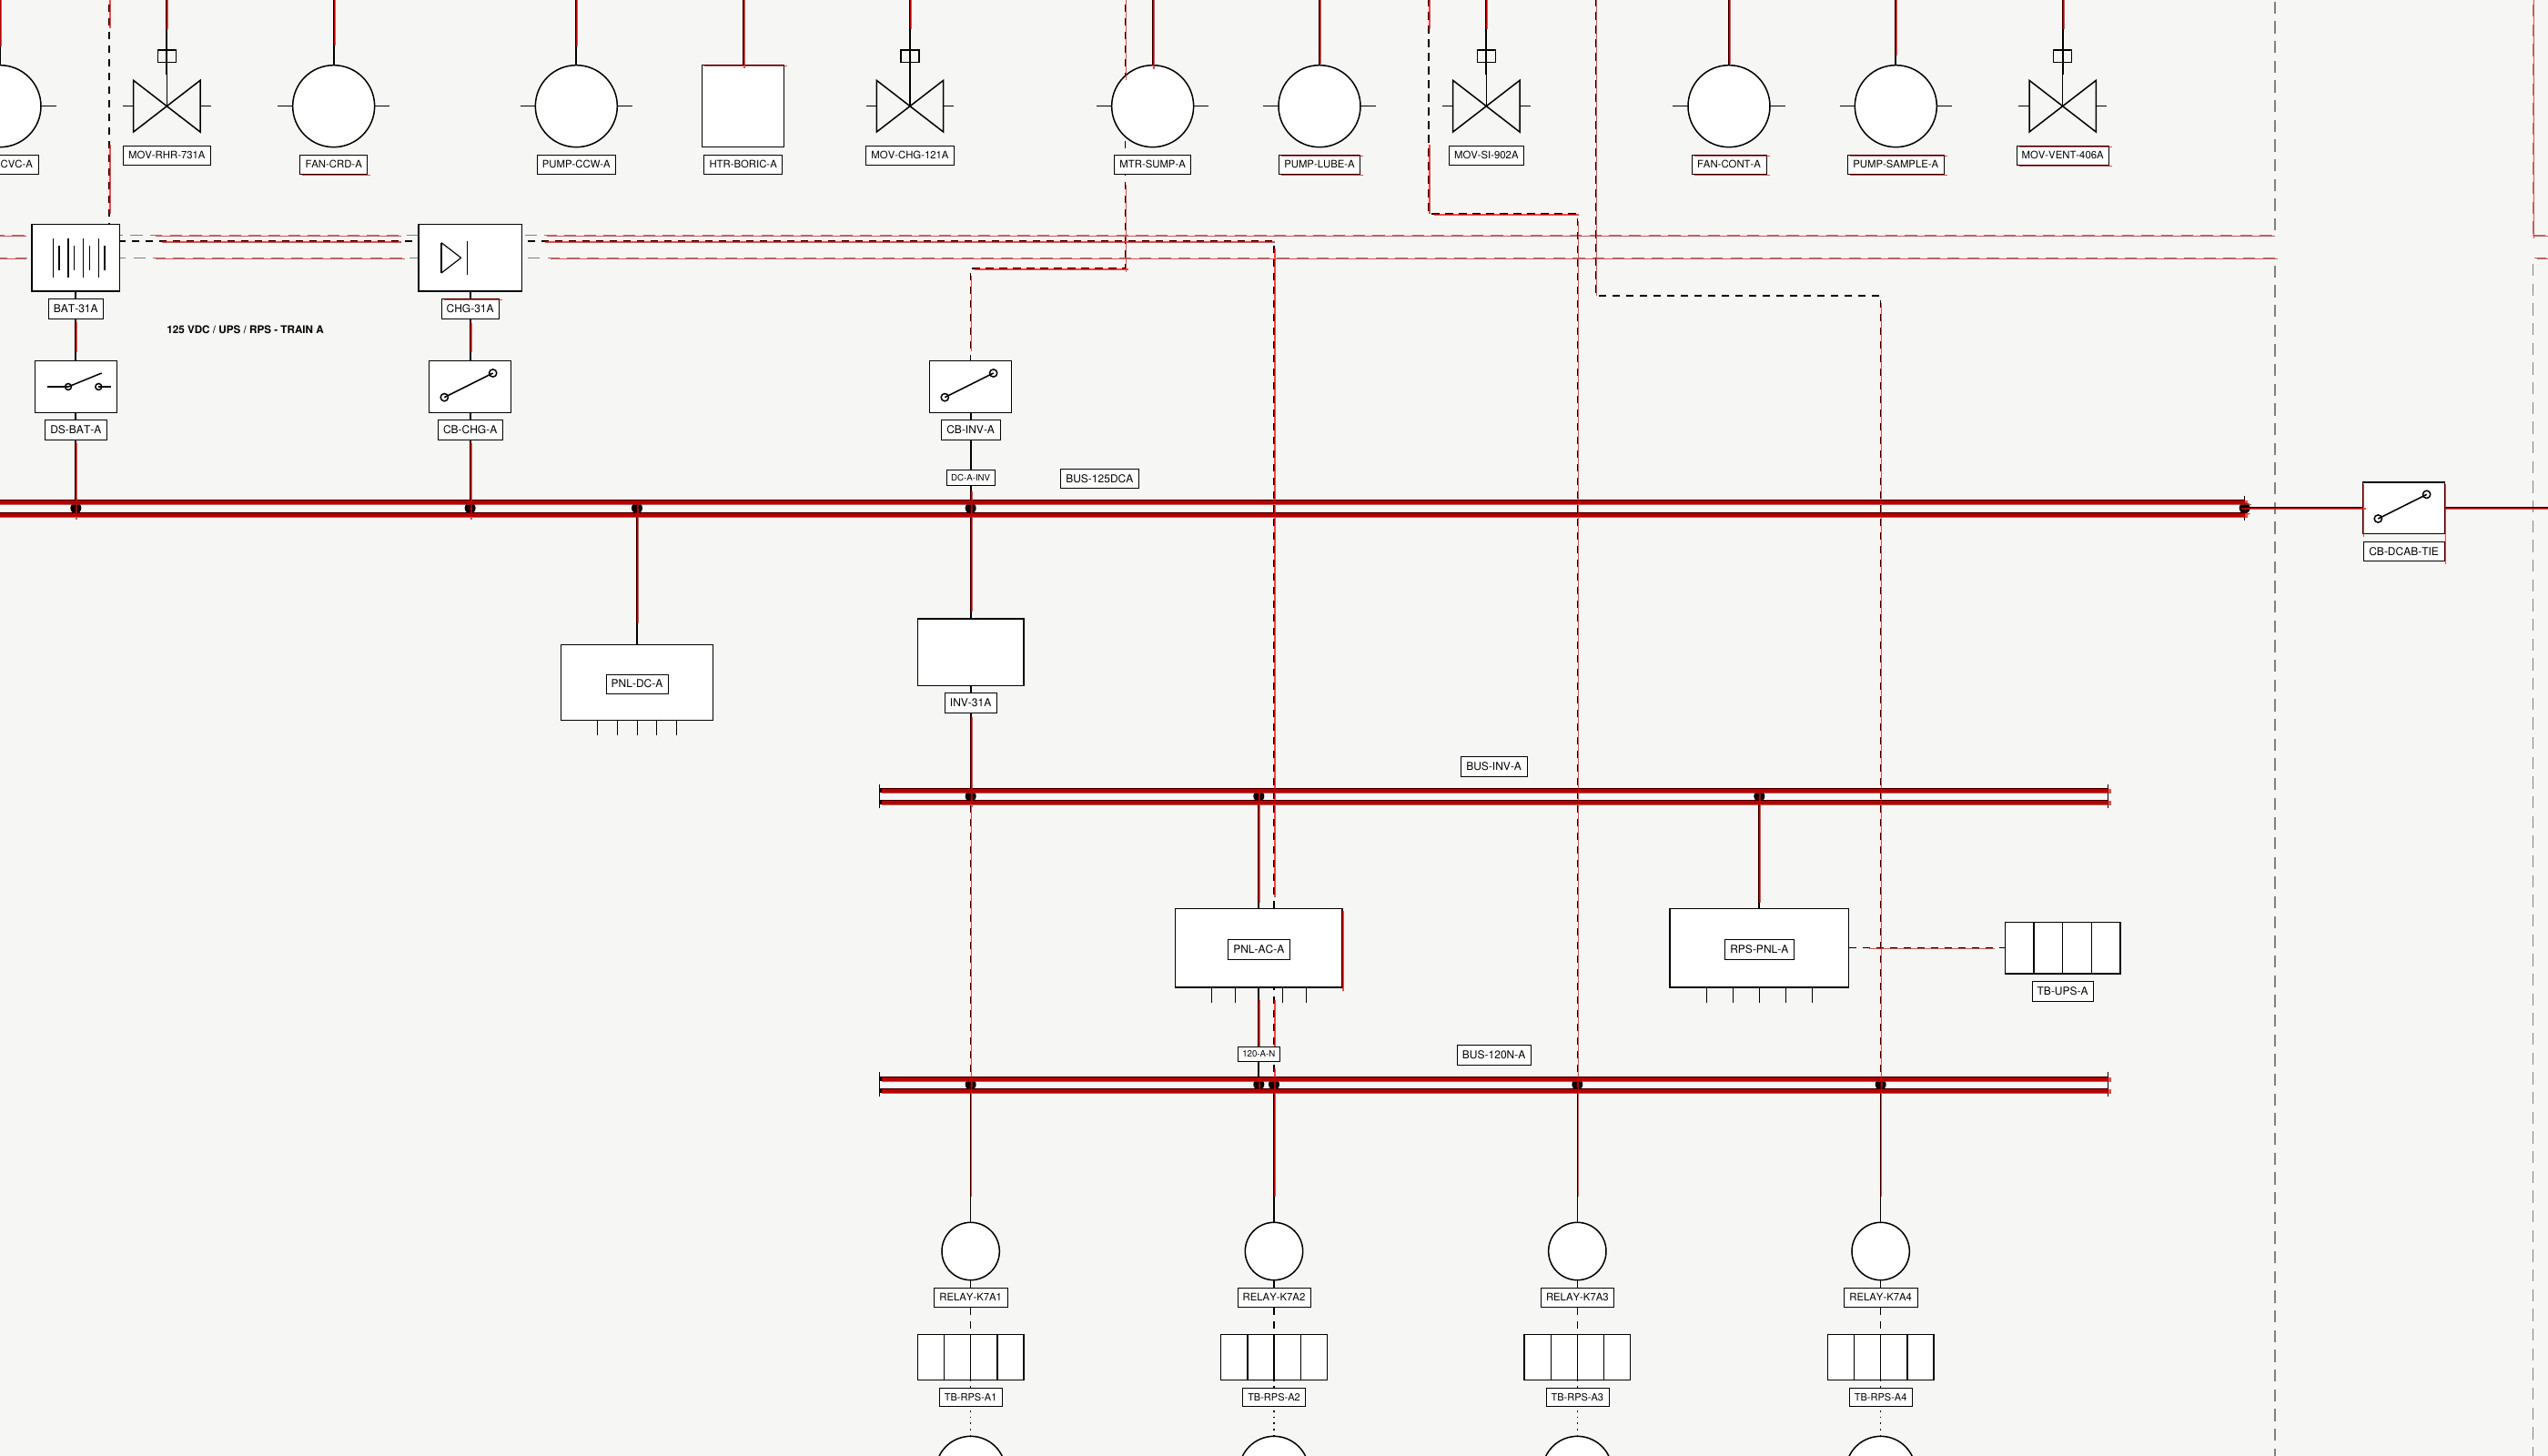 CVC-A
MOV-RHR-731A
FAN-CRD-A
PUMP-CCW-A
HTR-BORIC-A
MOV-CHG-121A
MTR-SUMP-A
PUMP-LUBE-A
MOV-SI-902A
FAN-CONT-A
PUMP-SAMPLE-A
MOV-VENT-406A
BAT-31A
CHG-31A
125 VDC / UPS / RPS - TRAIN A
DS-BAT-A
CB-CHG-A
CB-INV-A
DC-A-INV
BUS-125DCA
CB-DCAB-TIE
PNL-DC-A
INV-31A
BUS-INV-A
PNL-AC-A
RPS-PNL-A
TB-UPS-A
120-A-N
BUS-120N-A
RELAY-K7A1
RELAY-K7A2
RELAY-K7A3
RELAY-K7A4
TB-RPS-A1
TB-RPS-A2
TB-RPS-A3
TB-RPS-A4